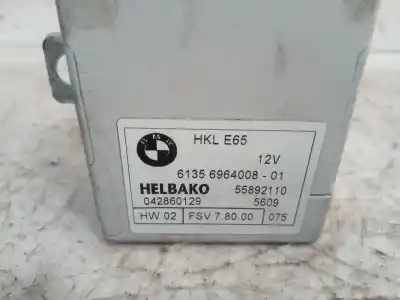 BMW
HKL E65
12V
6135 6964008 - 01
HELBAKO 55892110
042860129 5609
HW 02 FSV 7.80.00 075